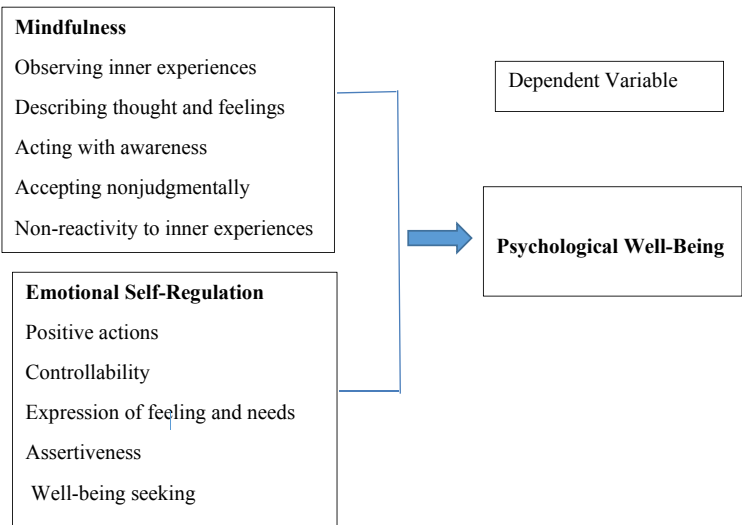 Mindfulness
Observing inner experiences
Describing thought and feelings
Acting with awareness
Accepting nonjudgmentally
Non-reactivity to inner experiences
Emotional Self-Regulation
Positive actions
Controllability
Expression of feeling and needs
Assertiveness
Well-being seeking
Dependent Variable
Psychological Well-Being